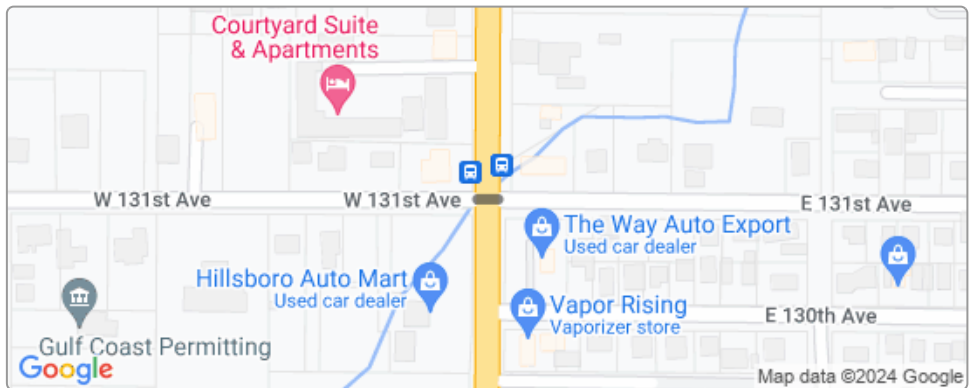 Courtyard Suite
& Apartments
W 131st Ave
W 131st Ave
E 131st Ave
The Way Auto Export
Used car dealer
Hillsboro Auto Mart
Used car dealer
Vapor Rising
Vaporizer store
E 130th Ave
Gulf Coast Permitting
Google
Map data ©2024 Google